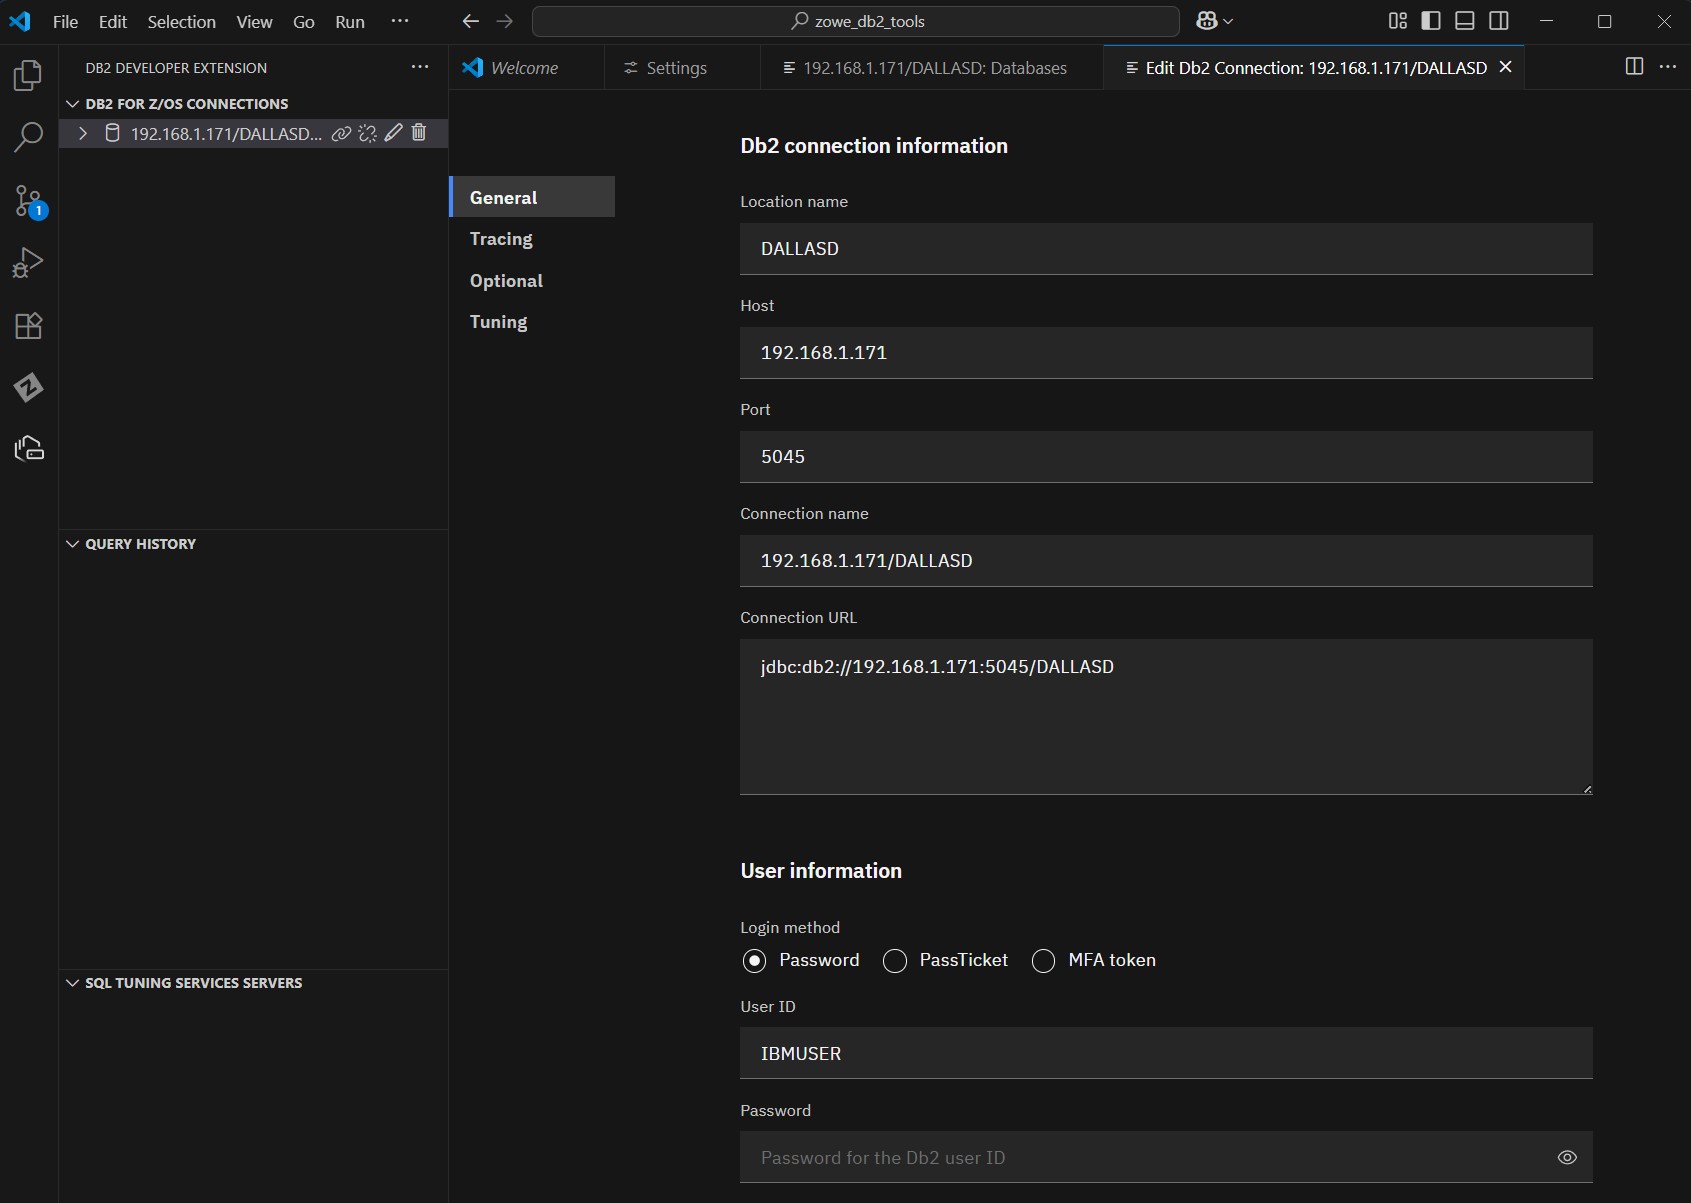 File Edit Selection View Go Run ...
zowe_db2_tools
DB2 DEVELOPER EXTENSION
DB2 FOR Z/OS CONNECTIONS
192.168.1.171/DALLASD...
QUERY HISTORY
SQL TUNING SERVICES SERVERS
1
Z
Welcome
Settings
192.168.1.171/DALLASD: Databases
Edit Db2 Connection: 192.168.1.171/DALLASD
General
Tracing
Optional
Tuning
Db2 connection information
Location name
DALLASD
Host
192.168.1.171
Port
5045
Connection name
192.168.1.171/DALLASD
Connection URL
jdbc:db2://192.168.1.171:5045/DALLASD
User information
Login method
Password PassTicket MFA token
User ID
IBMUSER
Password
Password for the Db2 user ID